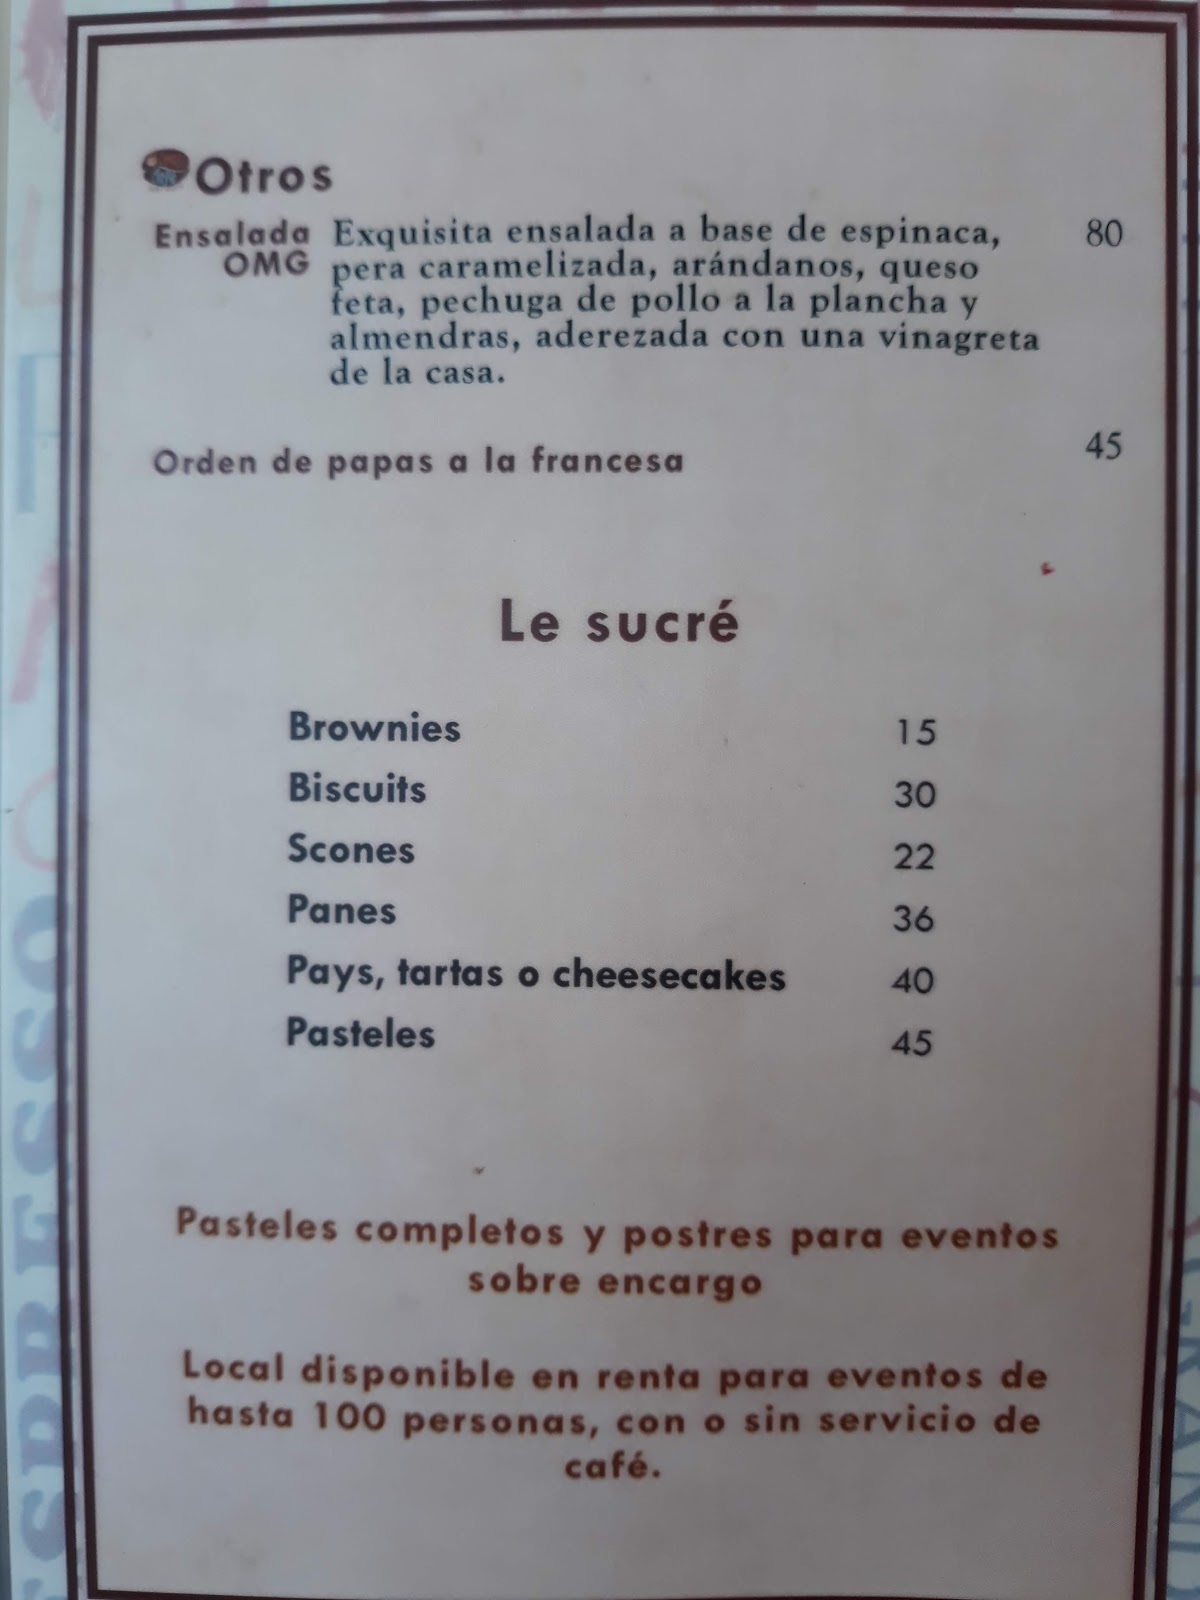 Otros
Ensalada OMG
Exquisita ensalada a base de espinaca, 80
pera caramelizada, arándanos, queso
feta, pechuga de pollo a la plancha y
almendras, aderezada con una vinagreta
de la casa.
Orden de papas a la francesa 45
Le sucré
Brownies 15
Biscuits 30
Scones 22
Panes 36
Pays, tartas o cheesecakes 40
Pasteles 45
Pasteles completos y postres para eventos
sobre encargo
Local disponible en renta para eventos de
hasta 100 personas, con o sin servicio de
café.